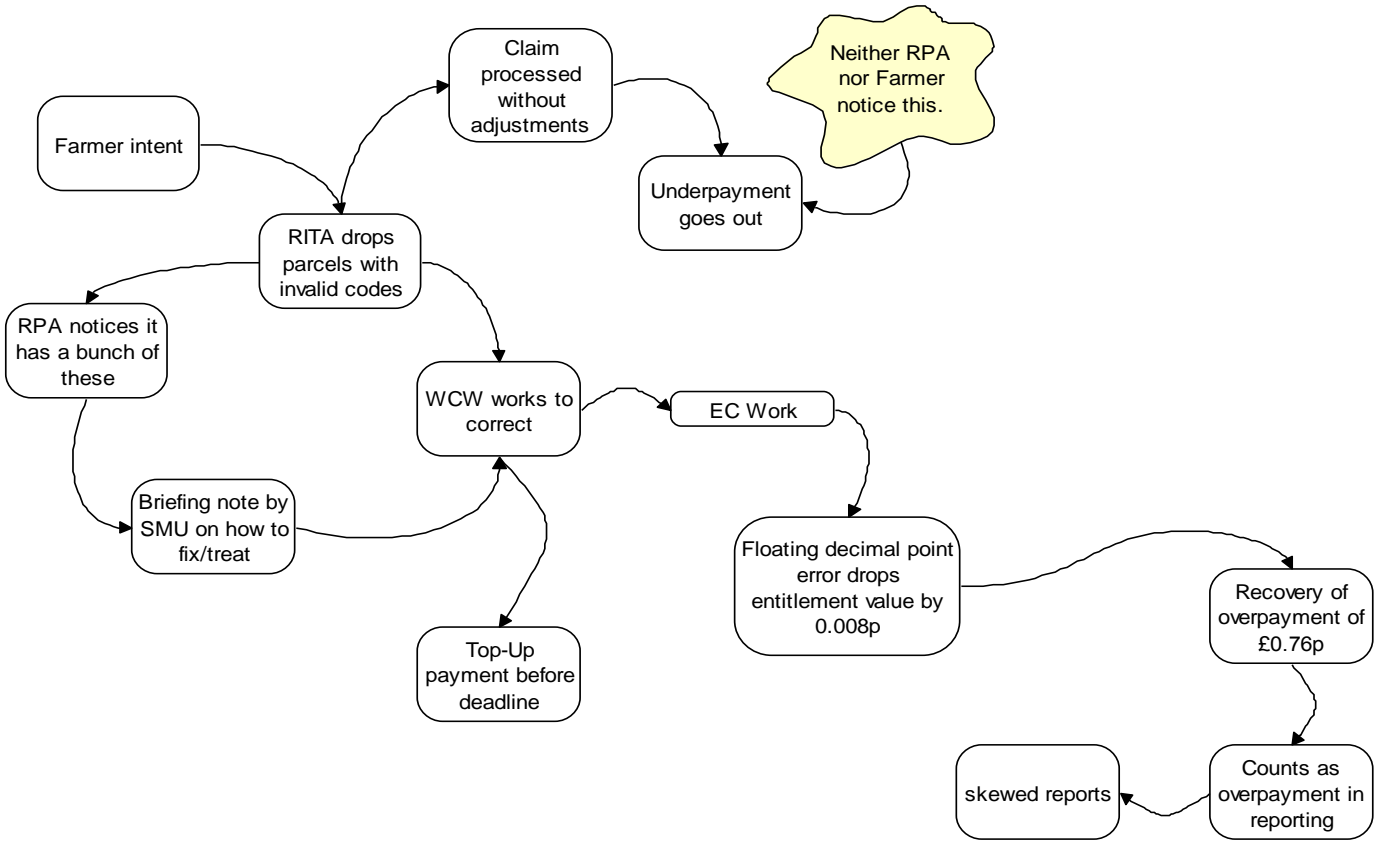 Claim
processed
without
adjustments
Neither RPA
nor Farmer
notice this.
Farmer intent
Underpayment
goes out
RITA drops
parcels with
invalid codes
RPA notices it
has a bunch of
these
WCW works to
correct
EC Work
Briefing note by
SMU on how to
fix/treat
Floating decimal point
error drops
entitlement value by
0.008p
Recovery of
overpayment of
£0.76p
Top-Up
payment before
deadline
skewed reports
Counts as
overpayment in
reporting